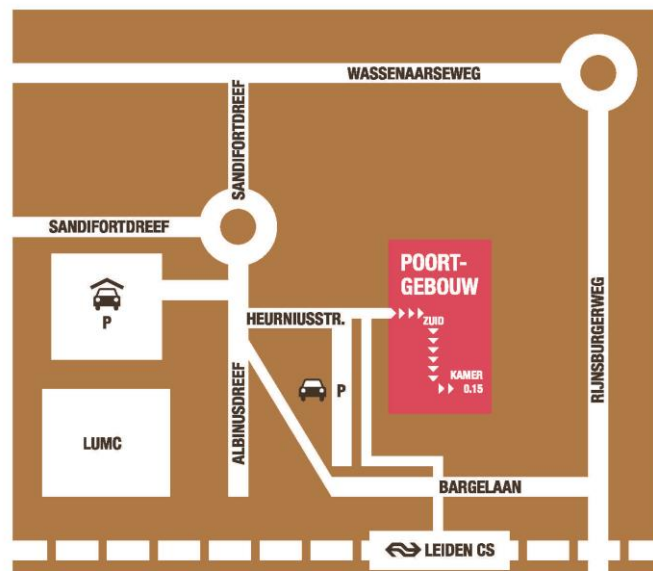 WASSENAARSEWEG
SANDIFORTDREEF
SANDIFORTDREEF
POORT-
GEBOUW
P
HEURNIUSSTR.
ZUID
RIJNSBURGERWEG
KAMER
0.15
P
LUMC
ALBINUSDREEF
BARGELAAN
LEIDEN CS